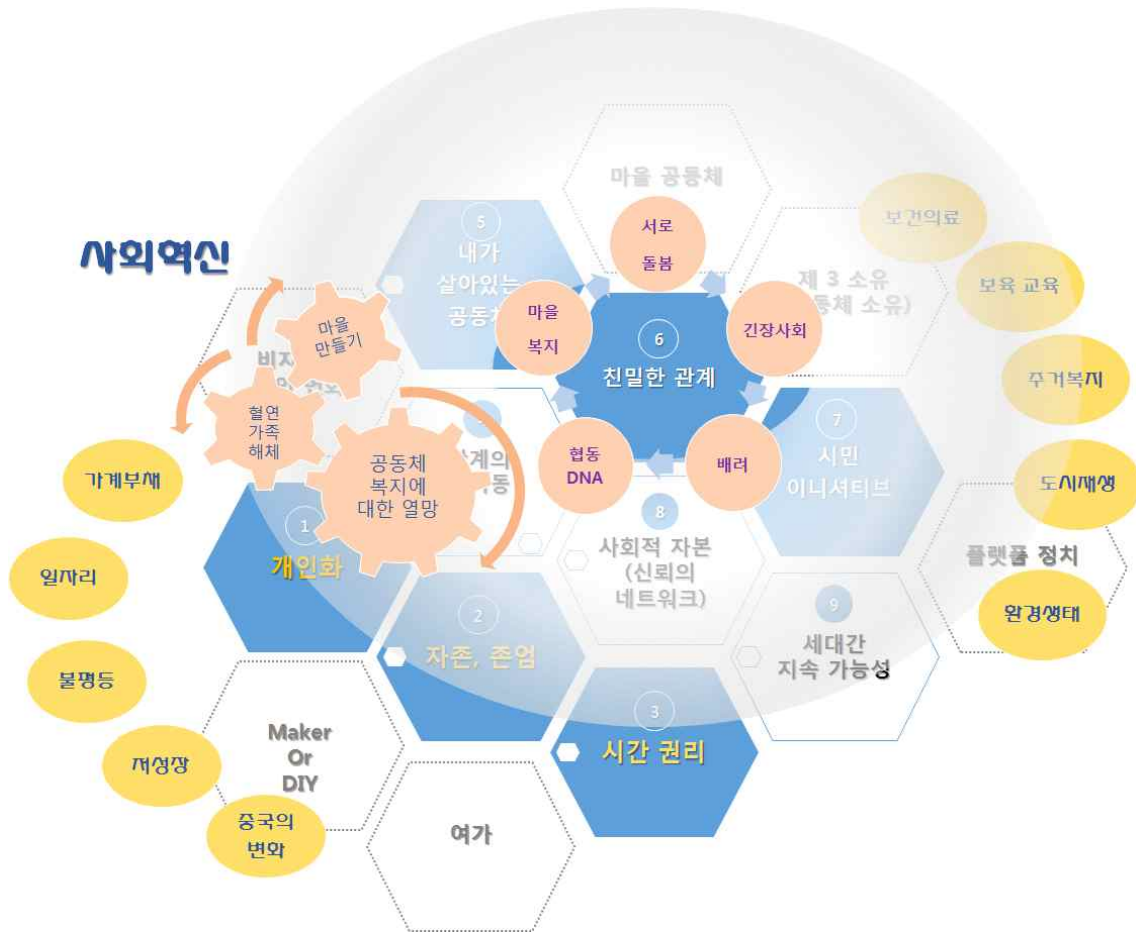 사회혁신
마을 공동체
서로
돌봄
보건의료
5
내가
살아있는
공동체
제 3 소유
동체 소유)
보육 교육
마을
만들기
마을
복지
6
친밀한 관계
긴장사회
주거복지
혈연
가족
해체
공동체
복지에
대한 열망
협동
DNA
배려
7
시민
이니셔티브
가계부채
도시재생
1
개인화
8
사회적 자본
(신뢰의
네트워크)
플랫폼 정치
환경생태
일자리
2
자존, 존엄
9
세대간
지속 가능성
불평등
3
시간 권리
Maker
Or
DIY
저성장
중국의
변화
여가